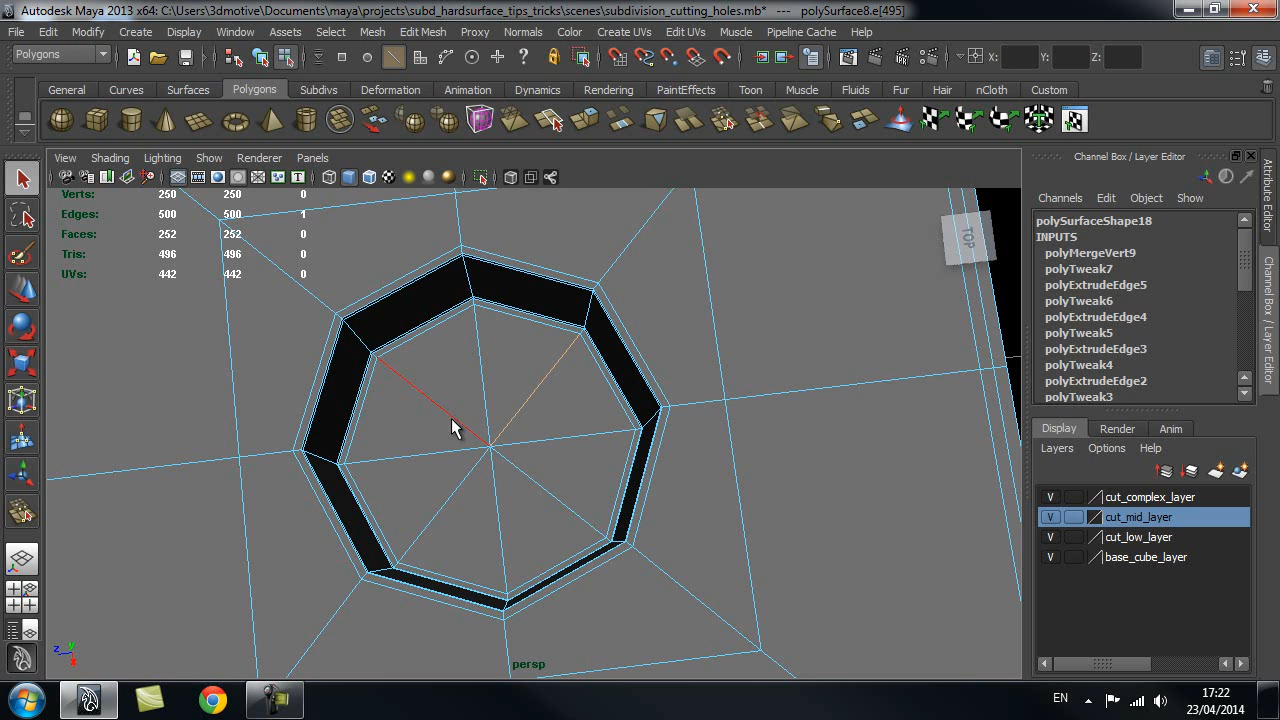 Autodesk Maya 2013 x64: C:\Users\3dmotive\Documents\maya\projects\subd_hardsurface_tips_tricks\scenes\subdivision_cutting_holes.mb* --- polySurface8.e[495]
File Edit Modify Create Display Window Assets Select Mesh Edit Mesh Proxy Normals Color Create UVs Edit UVs Muscle Pipeline Cache Help
Polygons X: Y: Z:
General Curves Surfaces Polygons Subdivs Deformation Animation Dynamics Rendering PaintEffects Toon Muscle Fluids Fur Hair nCloth Custom
View Shading Lighting Show Renderer Panels
Verts: 250 250 0
Edges: 500 500 1
Faces: 252 252 0
Tris: 496 496 0
UVs: 442 442 0
TOP
persp
z y x
Channel Box / Layer Editor
Channels Edit Object Show
polySurfaceShape18
INPUTS
polyMergeVert9
polyTweak7
polyExtrudeEdge5
polyTweak6
polyExtrudeEdge4
polyTweak5
polyExtrudeEdge3
polyTweak4
polyExtrudeEdge2
polyTweak3
Display Render Anim
Layers Options Help
V cut_complex_layer
V cut_mid_layer
V cut_low_layer
V base_cube_layer
Attribute Editor
Channel Box / Layer Editor
EN 17:22
23/04/2014